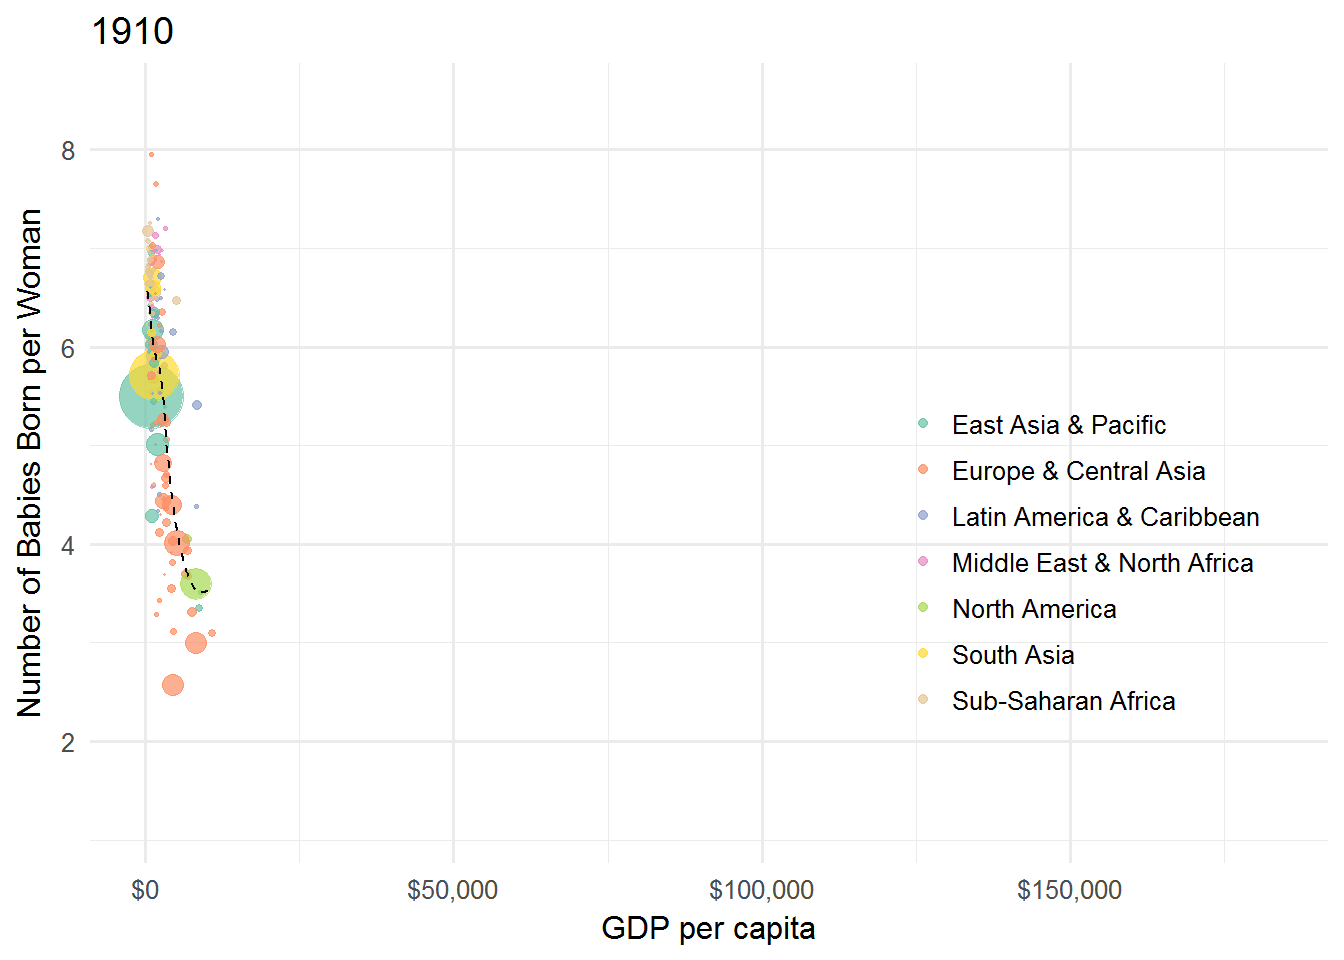 1910
Number of Babies Born per Woman
8
6
4
2
East Asia & Pacific
Europe & Central Asia
Latin America & Caribbean
Middle East & North Africa
North America
South Asia
Sub-Saharan Africa
$0 $50,000 $100,000 $150,000
GDP per capita